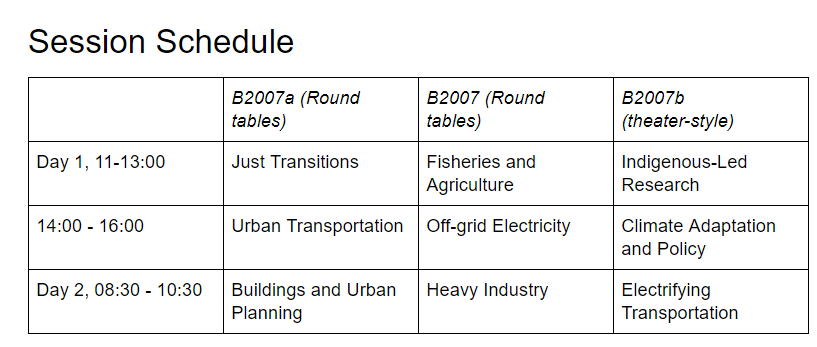 Session Schedule
B2007a (Round
tables)
B2007 (Round
tables)
B2007b
(theater-style)
Day 1, 11-13:00
Just Transitions
Fisheries and
Agriculture
Indigenous-Led
Research
14:00 - 16:00
Urban Transportation
Off-grid Electricity
Climate Adaptation
and Policy
Day 2, 08:30 - 10:30
Buildings and Urban
Planning
Heavy Industry
Electrifying
Transportation